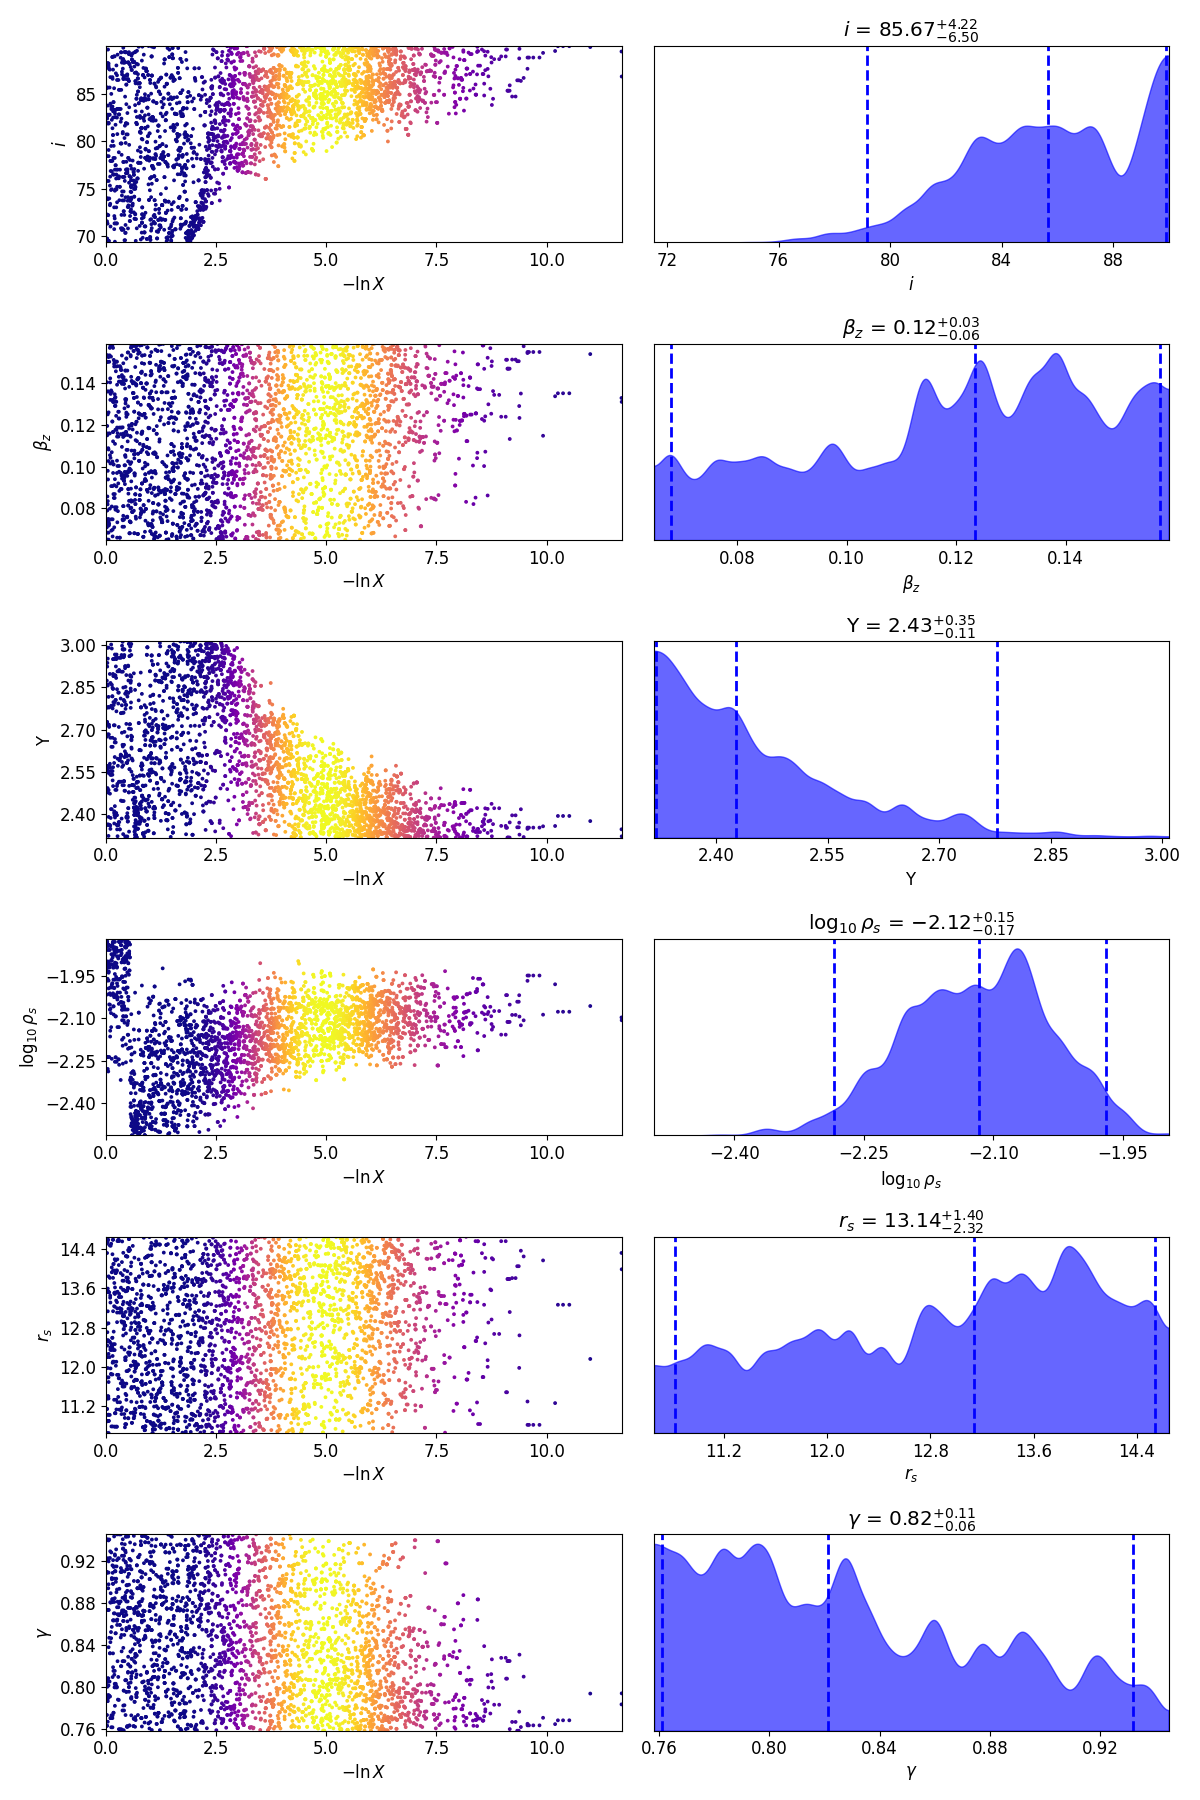 i = 85.67^{+4.22}_{-6.50}
85
80
75
70
i
0.0 2.5 5.0 7.5 10.0
−ln X
72 76 80 84 88
i
β_z = 0.12^{+0.03}_{-0.06}
0.14
0.12
0.10
0.08
β_z
0.0 2.5 5.0 7.5 10.0
−ln X
0.08 0.10 0.12 0.14
β_z
Y = 2.43^{+0.35}_{-0.11}
3.00
2.85
2.70
2.55
2.40
Y
0.0 2.5 5.0 7.5 10.0
−ln X
2.40 2.55 2.70 2.85 3.00
Y
log_{10} ρ_s = −2.12^{+0.15}_{-0.17}
−1.95
−2.10
−2.25
−2.40
log_{10} ρ_s
0.0 2.5 5.0 7.5 10.0
−ln X
−2.40 −2.25 −2.10 −1.95
log_{10} ρ_s
r_s = 13.14^{+1.40}_{-2.32}
14.4
13.6
12.8
12.0
11.2
r_s
0.0 2.5 5.0 7.5 10.0
−ln X
11.2 12.0 12.8 13.6 14.4
r_s
γ = 0.82^{+0.11}_{-0.06}
0.92
0.88
0.84
0.80
0.76
γ
0.0 2.5 5.0 7.5 10.0
−ln X
0.76 0.80 0.84 0.88 0.92
γ